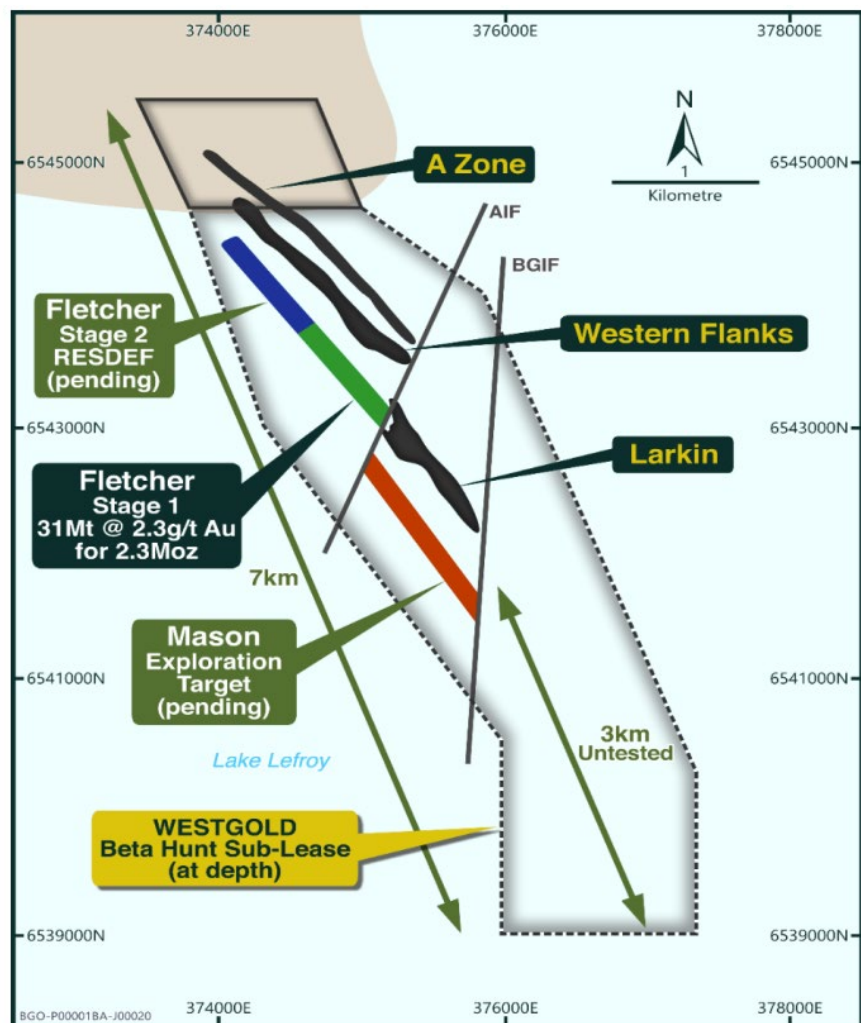 374000E
376000E
378000E
6545000N
6545000N
N
1
Kilometre
A Zone
AIF
BGIF
Fletcher
Stage 2
RESDEF
(pending)
Western Flanks
6543000N
6543000N
Larkin
Fletcher
Stage 1
31Mt @ 2.3g/t Au
for 2.3Moz
7km
Mason
Exploration
Target
(pending)
6541000N
6541000N
3km
Untested
Lake Lefroy
WESTGOLD
Beta Hunt Sub-Lease
(at depth)
6539000N
6539000N
374000E
376000E
378000E
BGO-P00001BA-J00020